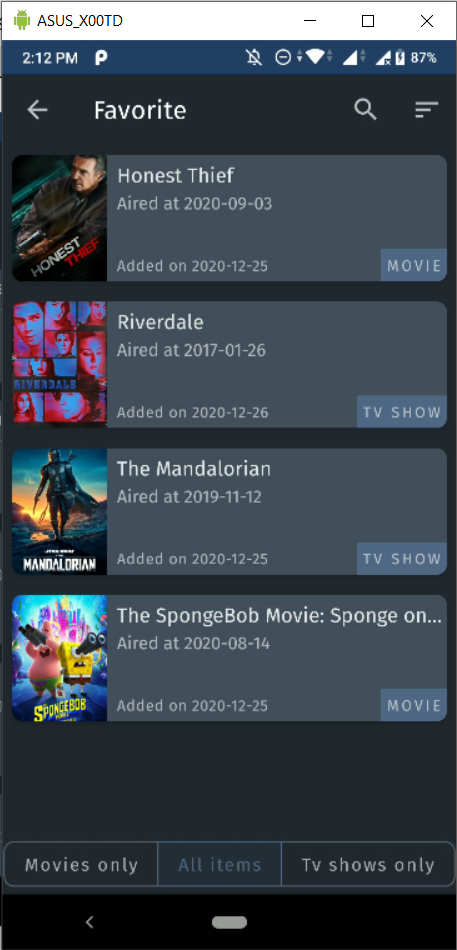 ASUS_X00TD
2:12 PM
87%
Favorite
HONEST
THIEF
Honest Thief
Aired at 2020-09-03
Added on 2020-12-25
MOVIE
RIVERDALE
Riverdale
Aired at 2017-01-26
Added on 2020-12-26
TV SHOW
STAR WARS
THE
MANDALORIAN
The Mandalorian
Aired at 2019-11-12
Added on 2020-12-25
TV SHOW
SPONGEBOB
The SpongeBob Movie: Sponge on...
Aired at 2020-08-14
Added on 2020-12-25
MOVIE
Movies only
All items
Tv shows only